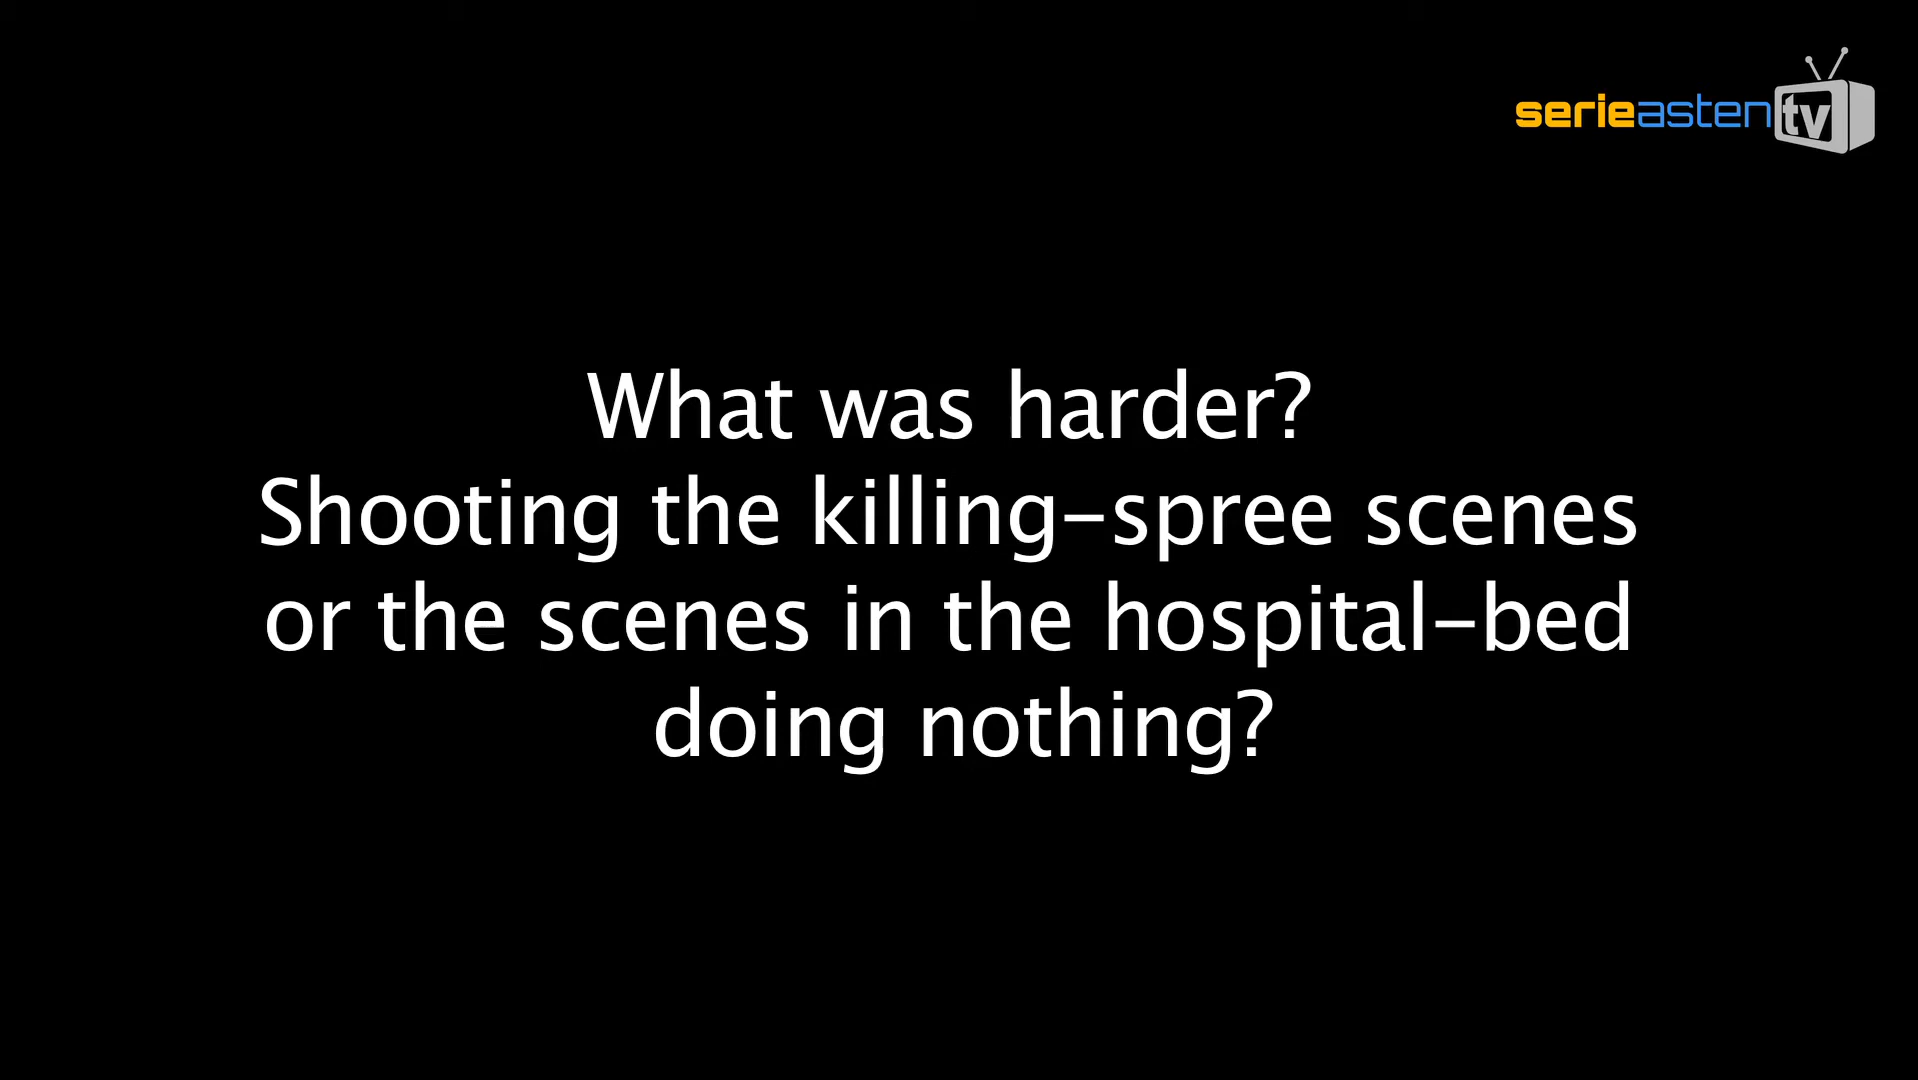 serieasten tv
What was harder?
Shooting the killing-spree scenes
or the scenes in the hospital-bed
doing nothing?